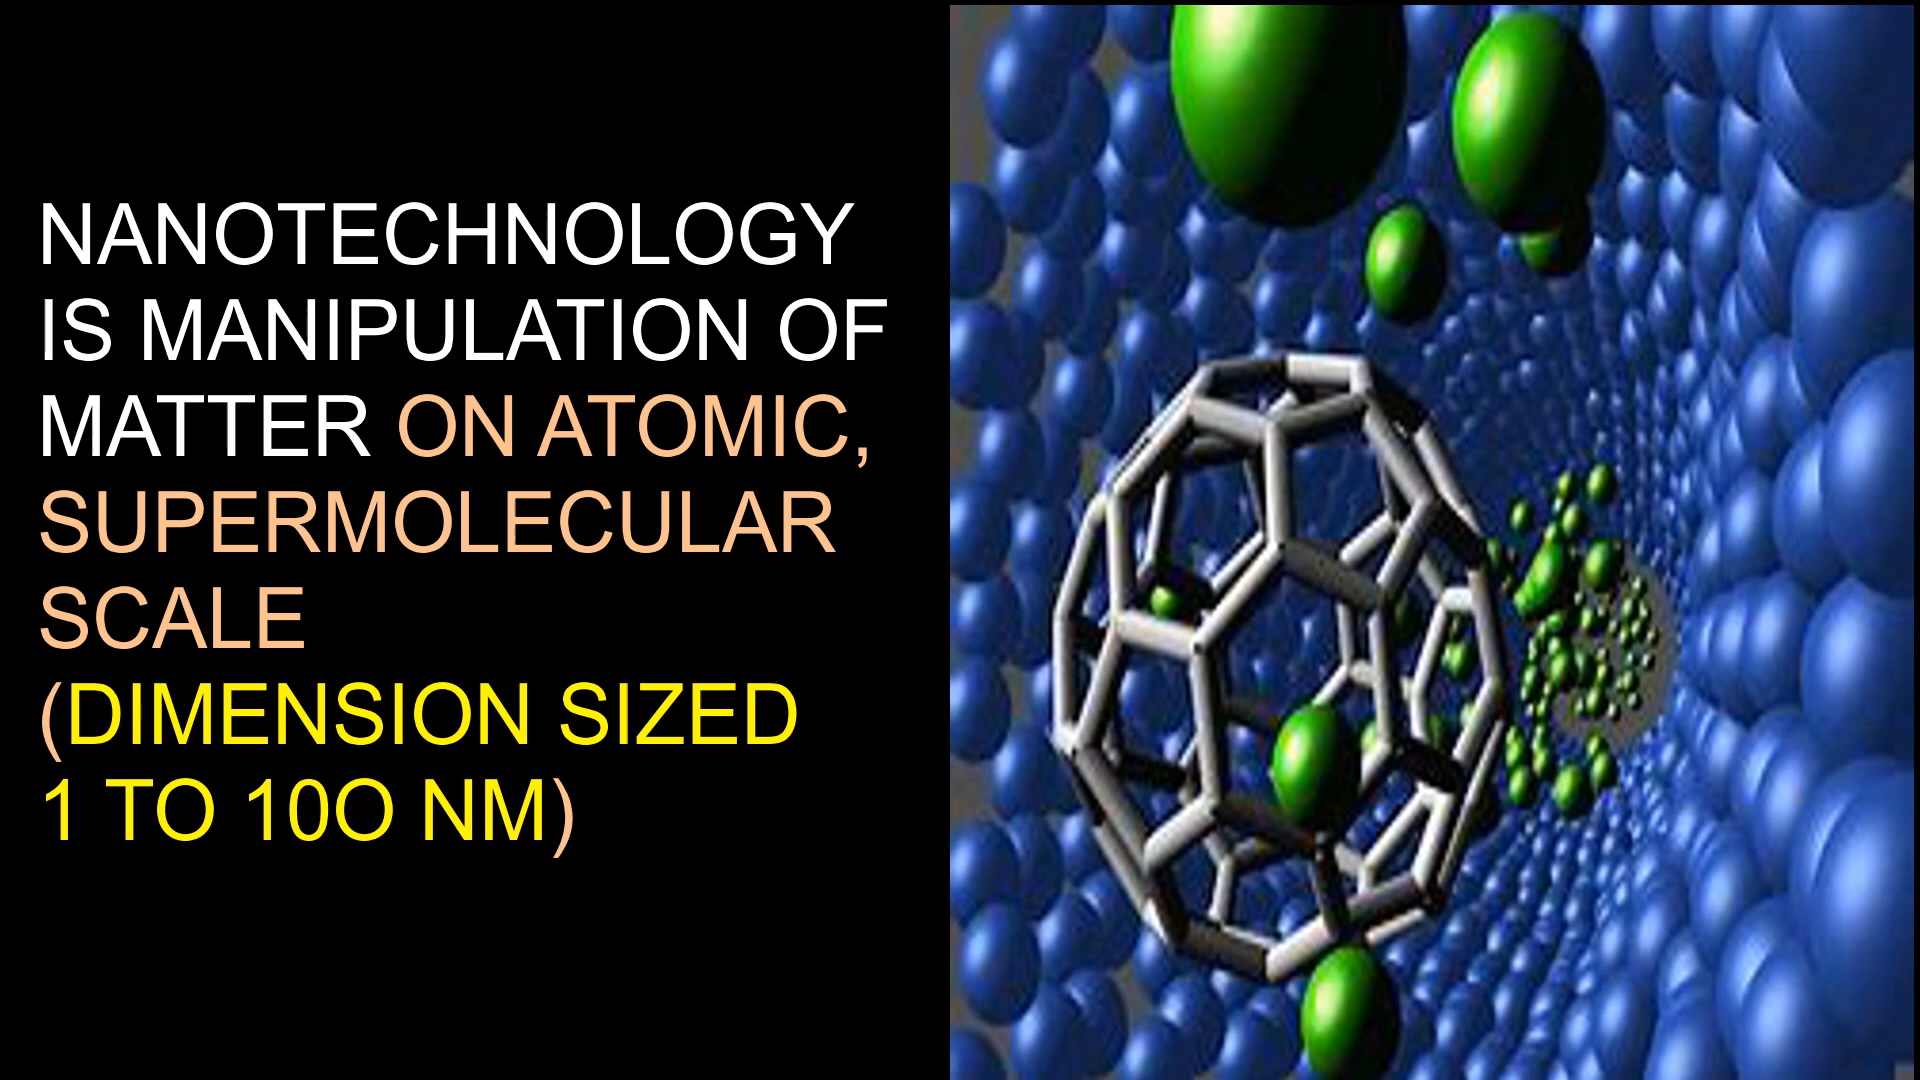 NANOTECHNOLOGY
IS MANIPULATION OF
MATTER ON ATOMIC,
SUPERMOLECULAR
SCALE
(DIMENSION SIZED
1 TO 10O NM)